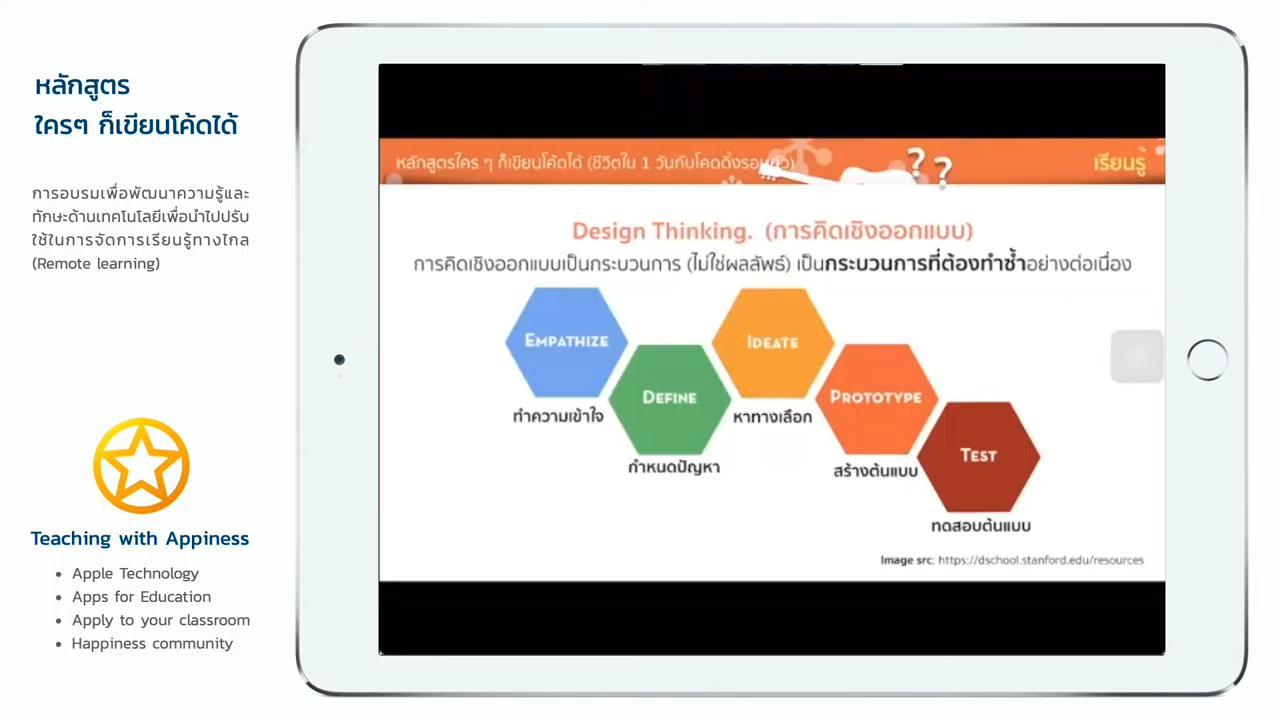 หลักสูตร
ใครๆ ก็เขียนโค้ดได้
การอบรมเพื่อพัฒนาความรู้และ
ทักษะด้านเทคโนโลยีเพื่อนำไปปรับ
ใช้ในการจัดการเรียนรู้ทางไกล
(Remote learning)
Teaching with Appiness
• Apple Technology
• Apps for Education
• Apply to your classroom
• Happiness community
หลักสูตรใคร ๆ ก็เขียนโค้ดได้ (ชีวิตใน 1 วันกับโคดดิ้งรอบตัว)
? ?
เรียนรู้
Design Thinking. (การคิดเชิงออกแบบ)
การคิดเชิงออกแบบเป็นกระบวนการ (ไม่ใช่ผลลัพธ์) เป็นกระบวนการที่ต้องทำซ้ำอย่างต่อเนื่อง
EMPATHIZE
ทำความเข้าใจ
DEFINE
กำหนดปัญหา
IDEATE
หาทางเลือก
PROTOTYPE
สร้างต้นแบบ
TEST
ทดสอบต้นแบบ
Image src: https://dschool.stanford.edu/resources